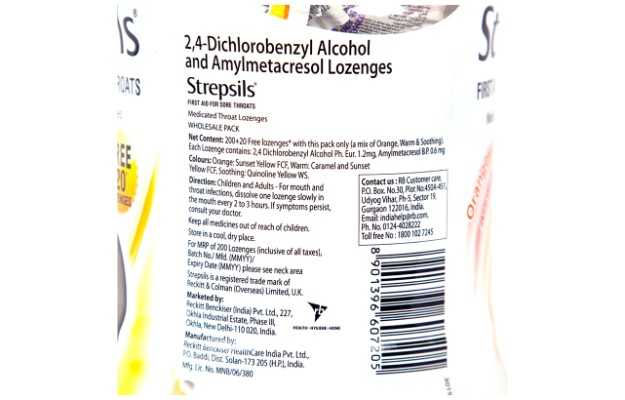 2,4-Dichlorobenzyl Alcohol
and Amylmetacresol Lozenges
Strepsils®
FIRST AID FOR SORE THROATS
Medicated Throat Lozenges
WHOLESALE PACK
Net Content: 200+20 Free lozenges* with this pack only (a mix of Orange, Warm & Soothing).
Each Lozenge contains: 2,4 Dichlorobenzyl Alcohol Ph. Eur. 1.2mg, Amylmetacresol B.P. 0.6 mg
Colours: Orange: Sunset Yellow FCF, Warm: Caramel and Sunset
Yellow FCF, Soothing: Quinoline Yellow WS.
Direction: Children and Adults - For mouth and
throat infections, dissolve one lozenge slowly in
the mouth every 2 to 3 hours. If symptoms persist,
consult your doctor.
Keep all medicines out of reach of children.
Store in a cool, dry place.
For MRP of 200 Lozenges (inclusive of all taxes),
Batch No./ Mfd. (MMYY)/
Expiry Date (MMYY) please see neck area
Strepsils is a registered trade mark of
Reckitt & Colman (Overseas) Limited, U.K.
Marketed by:
Reckitt Benckiser (India) Pvt. Ltd., 227,
Okhla Industrial Estate, Phase III,
Okhla, New Delhi-110 020, India.
Manufactured by:
Reckitt Benckiser HealthCare India Pvt. Ltd.,
P.O. Baddi, Dist. Solan-173 205 (H.P.), India.
Mfg. Lic. No. MNB/06/380
rb
HEALTH • HYGIENE • HOME
Contact us at : RB Customer care,
P.O. Box. No.30, Plot No.450A-451,
Udyog Vihar, Ph-5, Sector 19,
Gurgaon 122016, India.
Email: indiahelp@rb.com,
Ph. No. 0124-4028222
Toll free No : 1800 102 7245
8 901396 607205